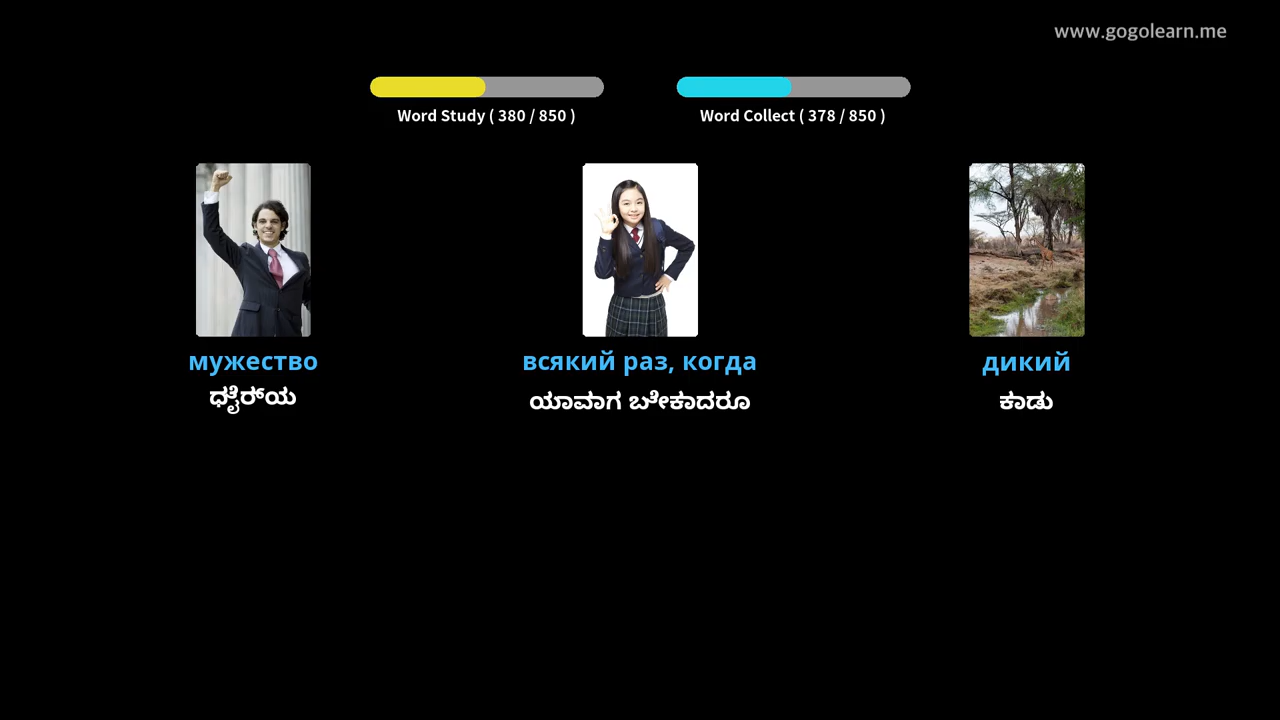 www.gogolearn.me
Word Study ( 380 / 850 )
Word Collect ( 378 / 850 )
мужество
ಧೈರ್ಯ
всякий раз, когда
ಯಾವಾಗ ಬೇಕಾದರೂ
дикий
ಕಾಡು